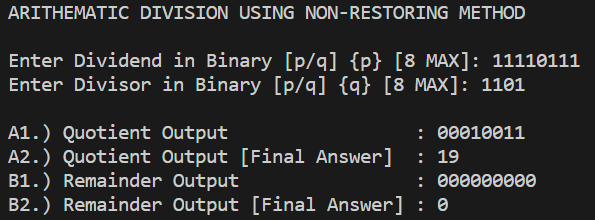 ARITHEMATIC DIVISION USING NON-RESTORING METHOD
Enter Dividend in Binary [p/q] {p} [8 MAX]: 11110111
Enter Divisor in Binary [p/q] {q} [8 MAX]: 1101
A1.) Quotient Output : 00010011
A2.) Quotient Output [Final Answer] : 19
B1.) Remainder Output : 000000000
B2.) Remainder Output [Final Answer] : 0